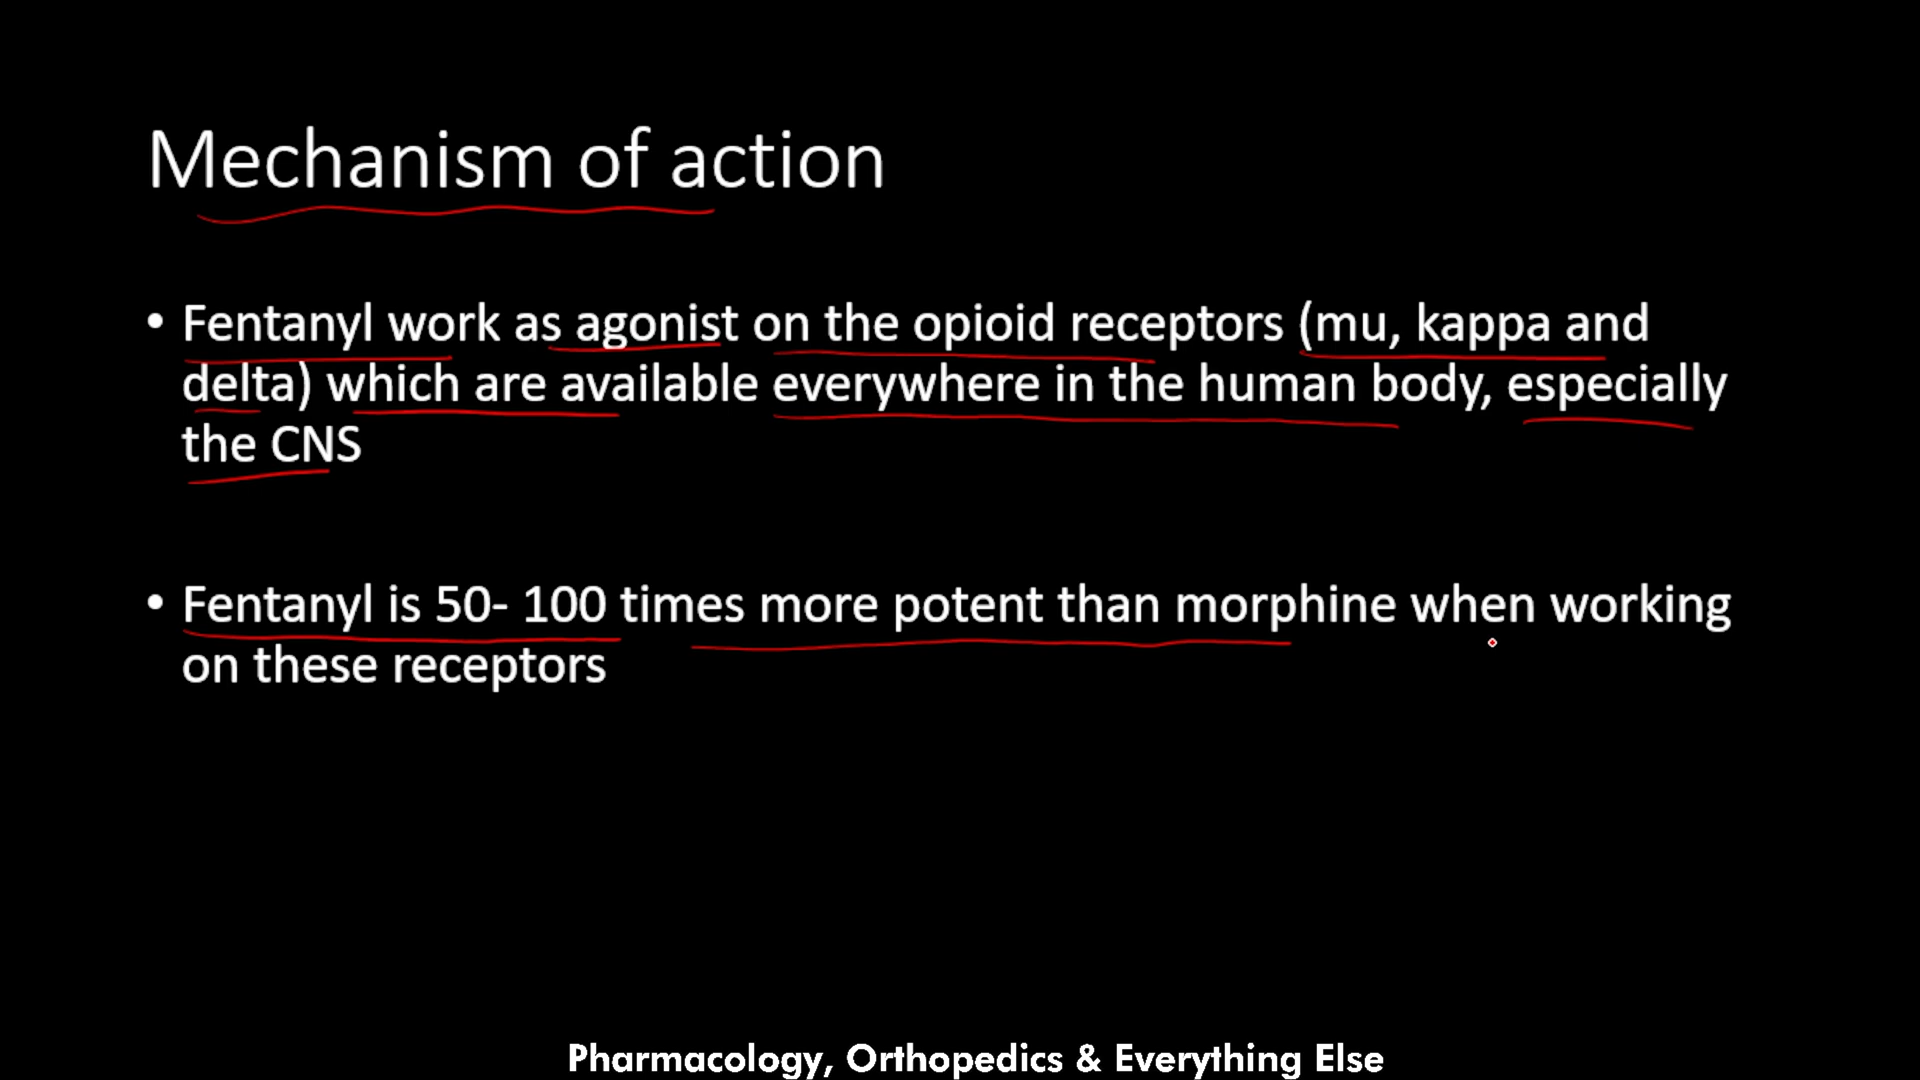 Mechanism of action
• Fentanyl work as agonist on the opioid receptors (mu, kappa and
delta) which are available everywhere in the human body, especially
the CNS
• Fentanyl is 50- 100 times more potent than morphine when working
on these receptors
Pharmacology, Orthopedics & Everything Else